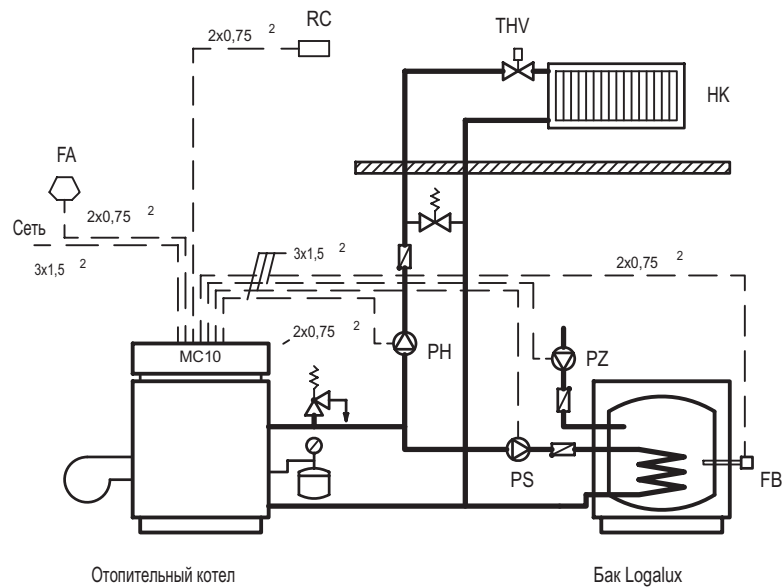 RC
2x0,75 2
THV
HK
FA
2x0,75 2
Сеть
3x1,5 2
3x1,5 2
2x0,75 2
2x0,75 2
MC10
PH
PZ
PS
FB
Отопительный котел
Бак Logalux